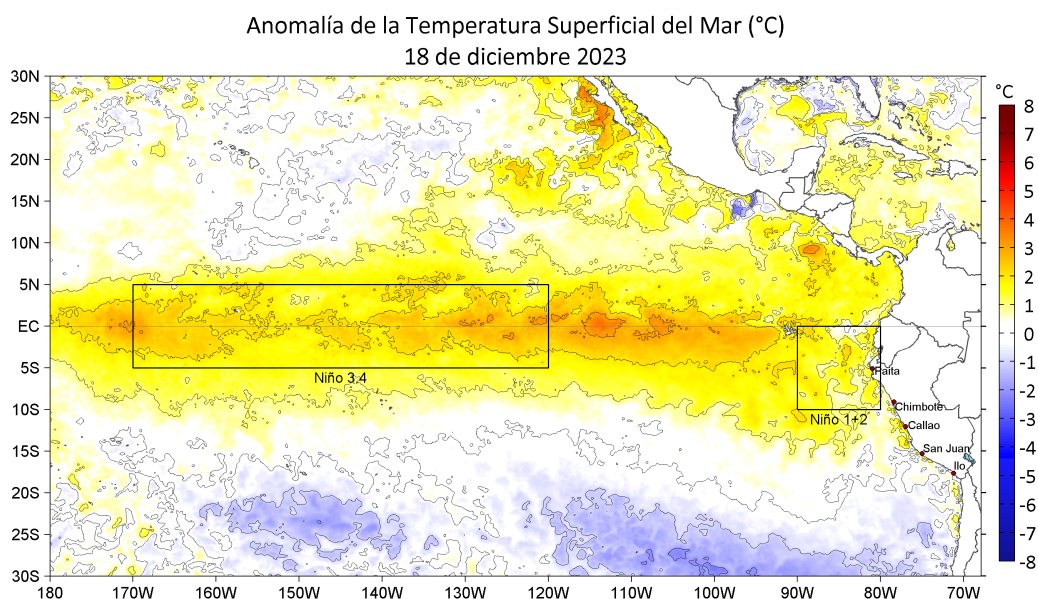 Anomalía de la Temperatura Superficial del Mar (°C)
18 de diciembre 2023
°C
30N
25N
20N
15N
10N
5N
EC
5S
10S
15S
20S
25S
30S
8
7
6
5
4
3
2
1
0
-1
-2
-3
-4
-5
-6
-7
-8
Niño 3.4
Niño 1+2
Paita
Chimbote
Callao
San Juan
Ilo
180 170W 160W 150W 140W 130W 120W 110W 100W 90W 80W 70W